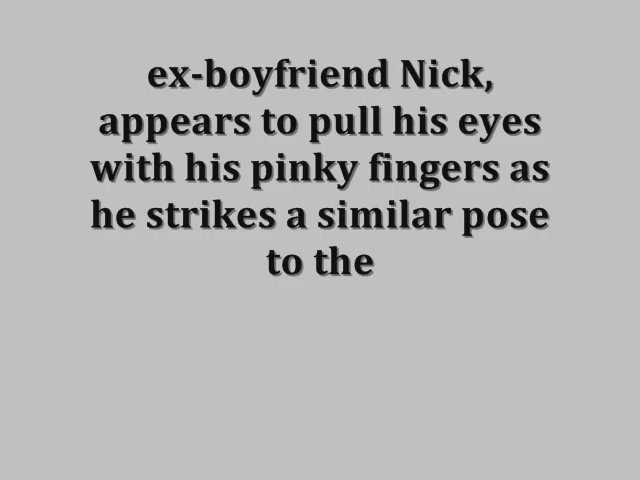 ex-boyfriend Nick,
appears to pull his eyes
with his pinky fingers as
he strikes a similar pose
to the